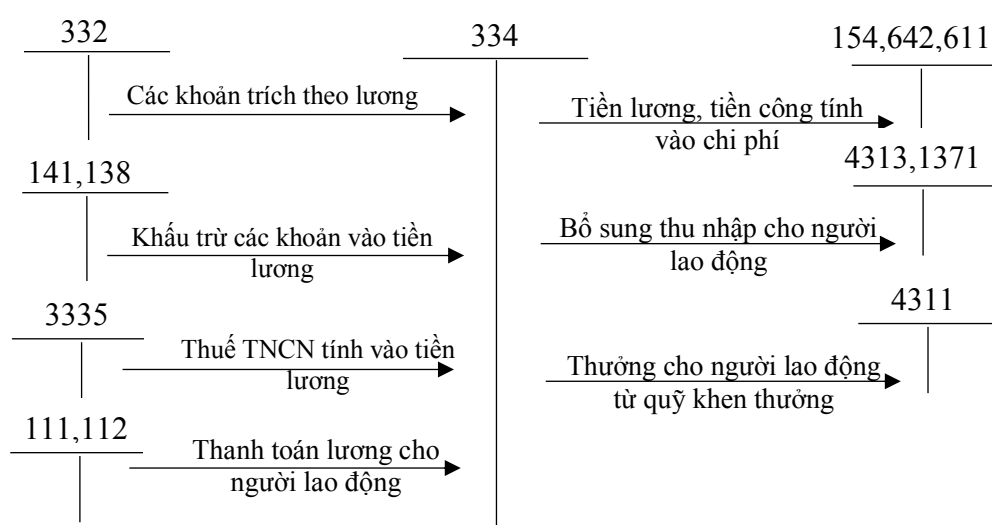 332
334
154,642,611
Các khoản trích theo lương
Tiền lương, tiền công tính
vào chi phí
141,138
4313,1371
Khấu trừ các khoản vào tiền
lương
Bổ sung thu nhập cho người
lao động
3335
4311
Thuế TNCN tính vào tiền
lương
Thưởng cho người lao động
từ quỹ khen thưởng
111,112
Thanh toán lương cho
người lao động